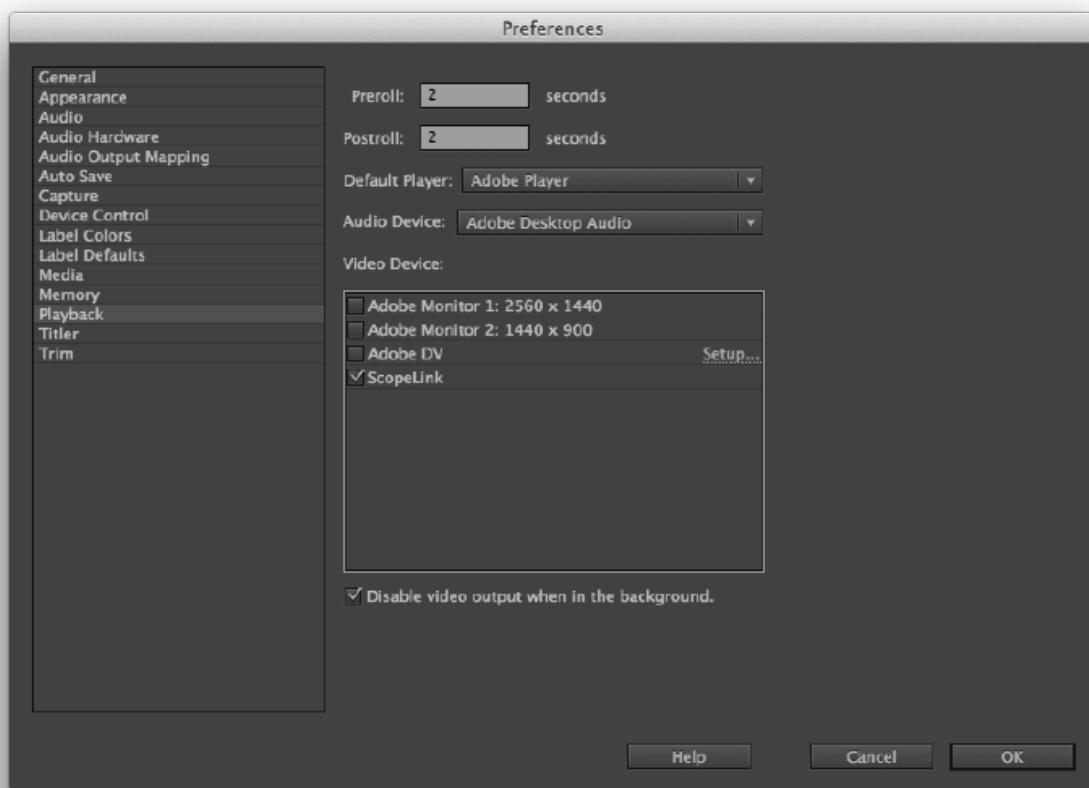 Preferences
General
Appearance
Audio
Audio Hardware
Audio Output Mapping
Auto Save
Capture
Device Control
Label Colors
Label Defaults
Media
Memory
Playback
Titler
Trim
Preroll: 2 seconds
Postroll: 2 seconds
Default Player: Adobe Player
Audio Device: Adobe Desktop Audio
Video Device:
Adobe Monitor 1: 2560 x 1440
Adobe Monitor 2: 1440 x 900
Adobe DV Setup...
ScopeLink
Disable video output when in the background.
Help Cancel OK